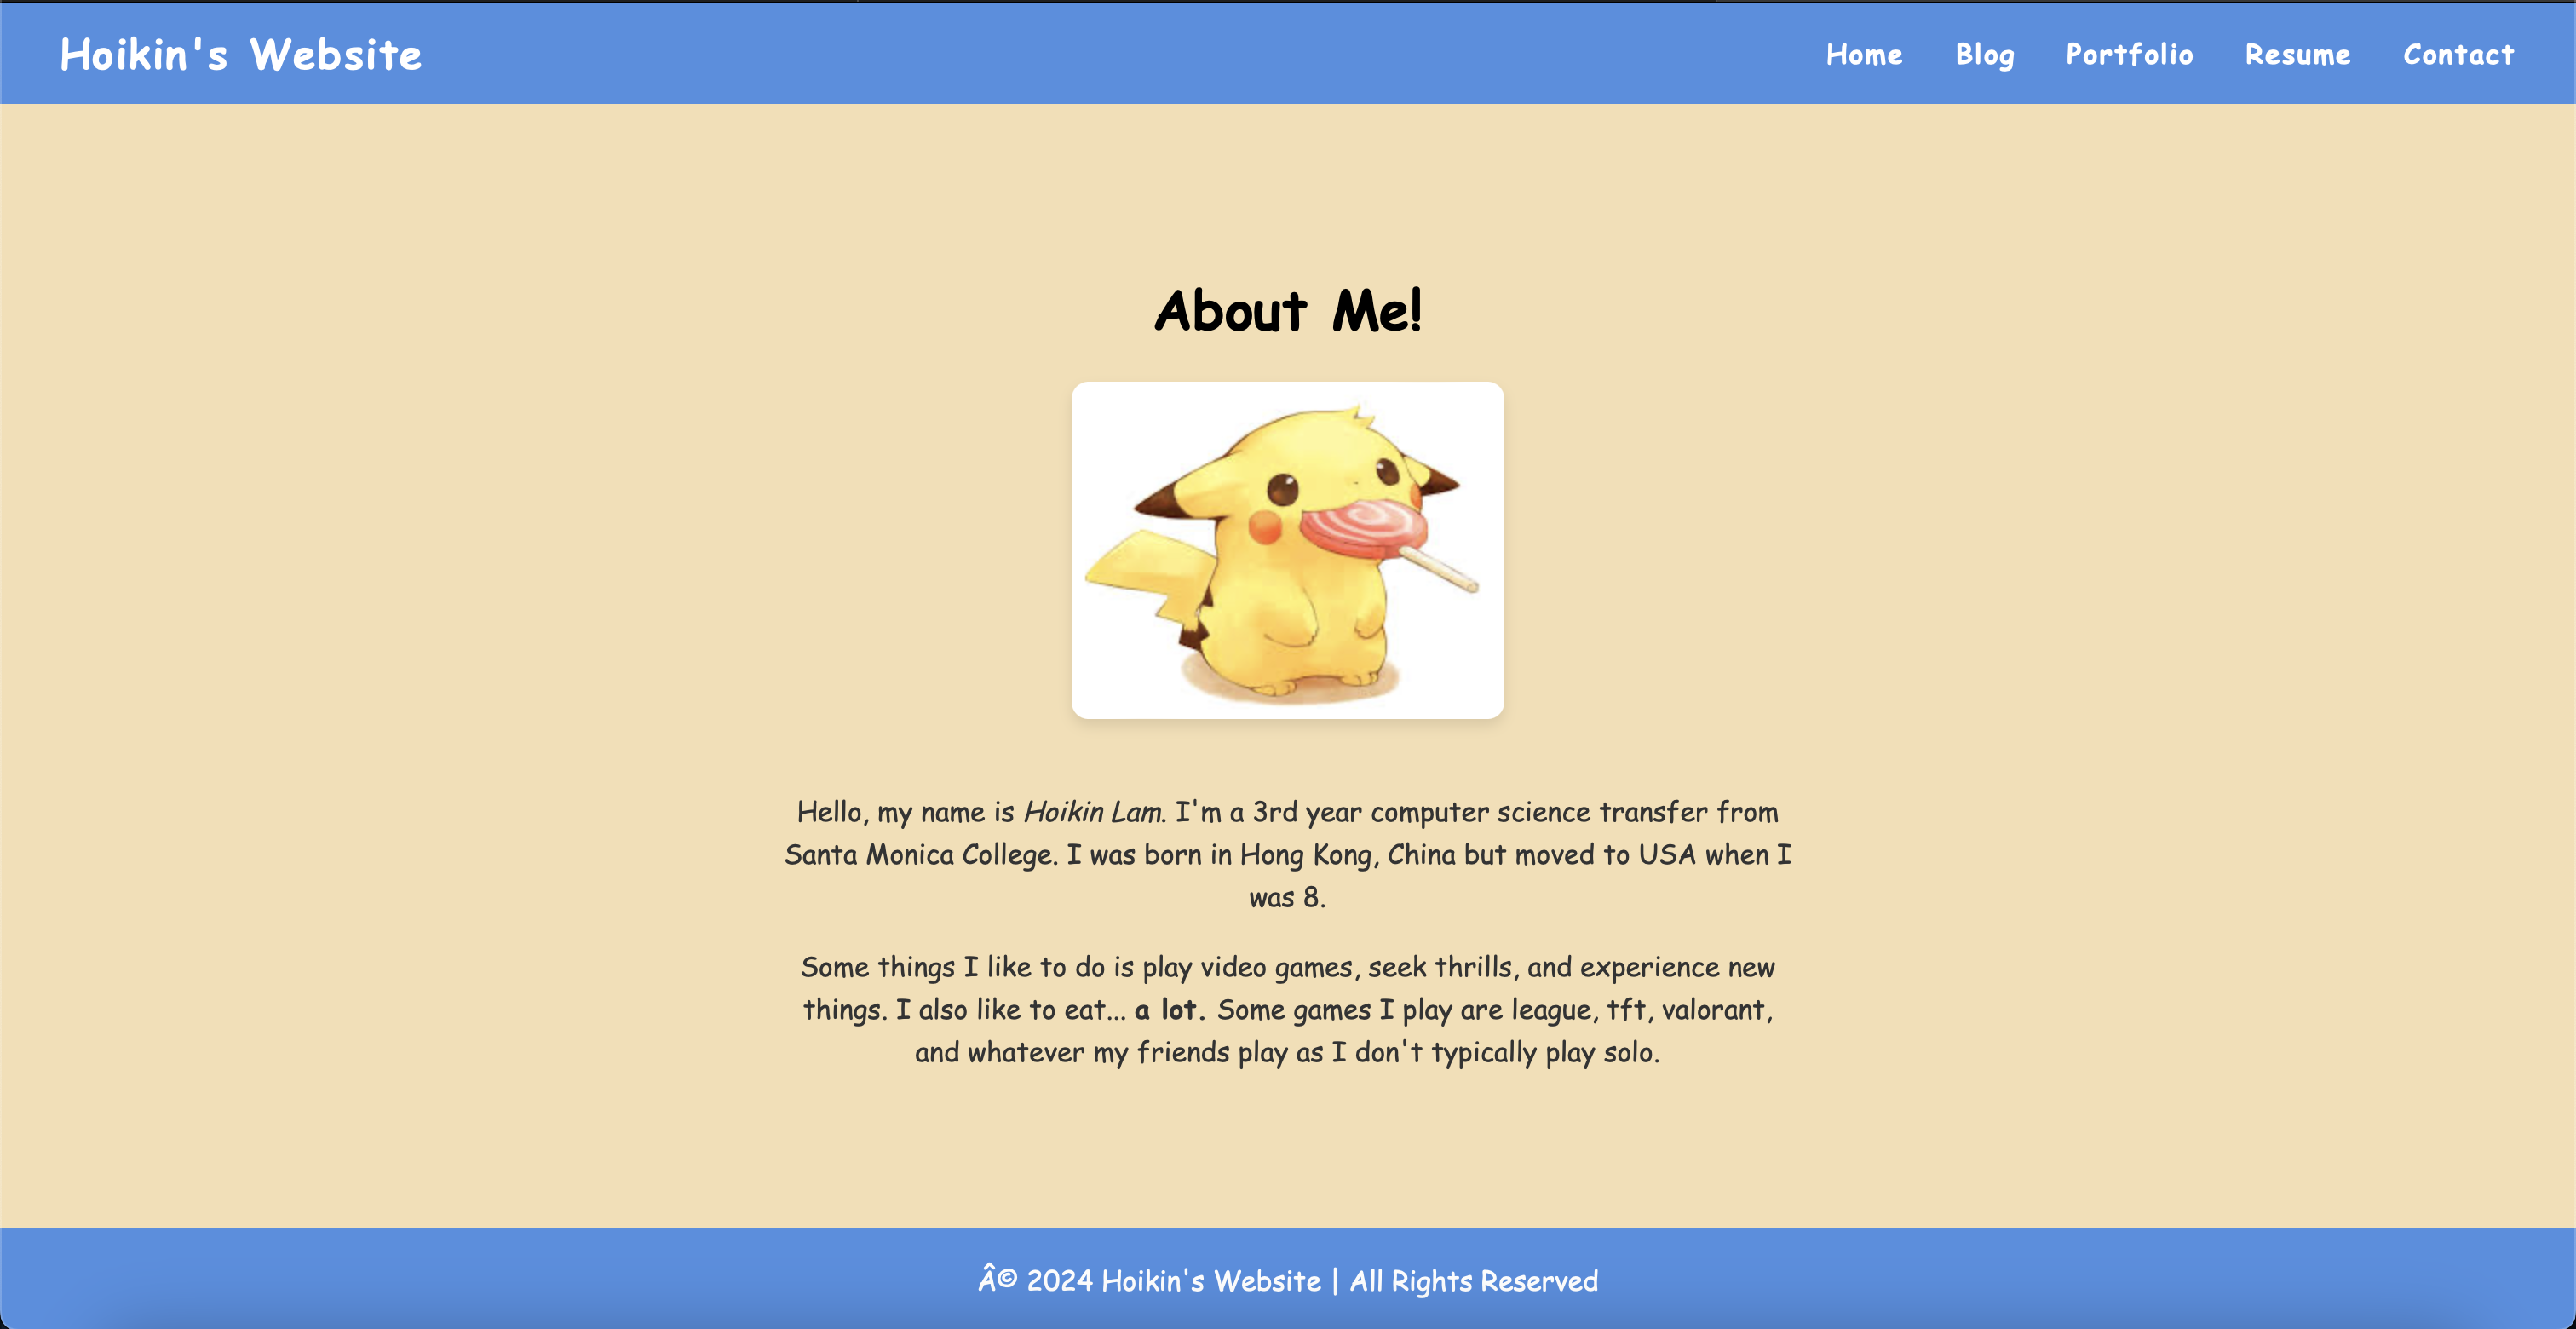 Hoikin's Website
Home Blog Portfolio Resume Contact
About Me!
Hello, my name is Hoikin Lam. I'm a 3rd year computer science transfer from
Santa Monica College. I was born in Hong Kong, China but moved to USA when I
was 8.
Some things I like to do is play video games, seek thrills, and experience new
things. I also like to eat... a lot. Some games I play are league, tft, valorant,
and whatever my friends play as I don't typically play solo.
Â© 2024 Hoikin's Website | All Rights Reserved